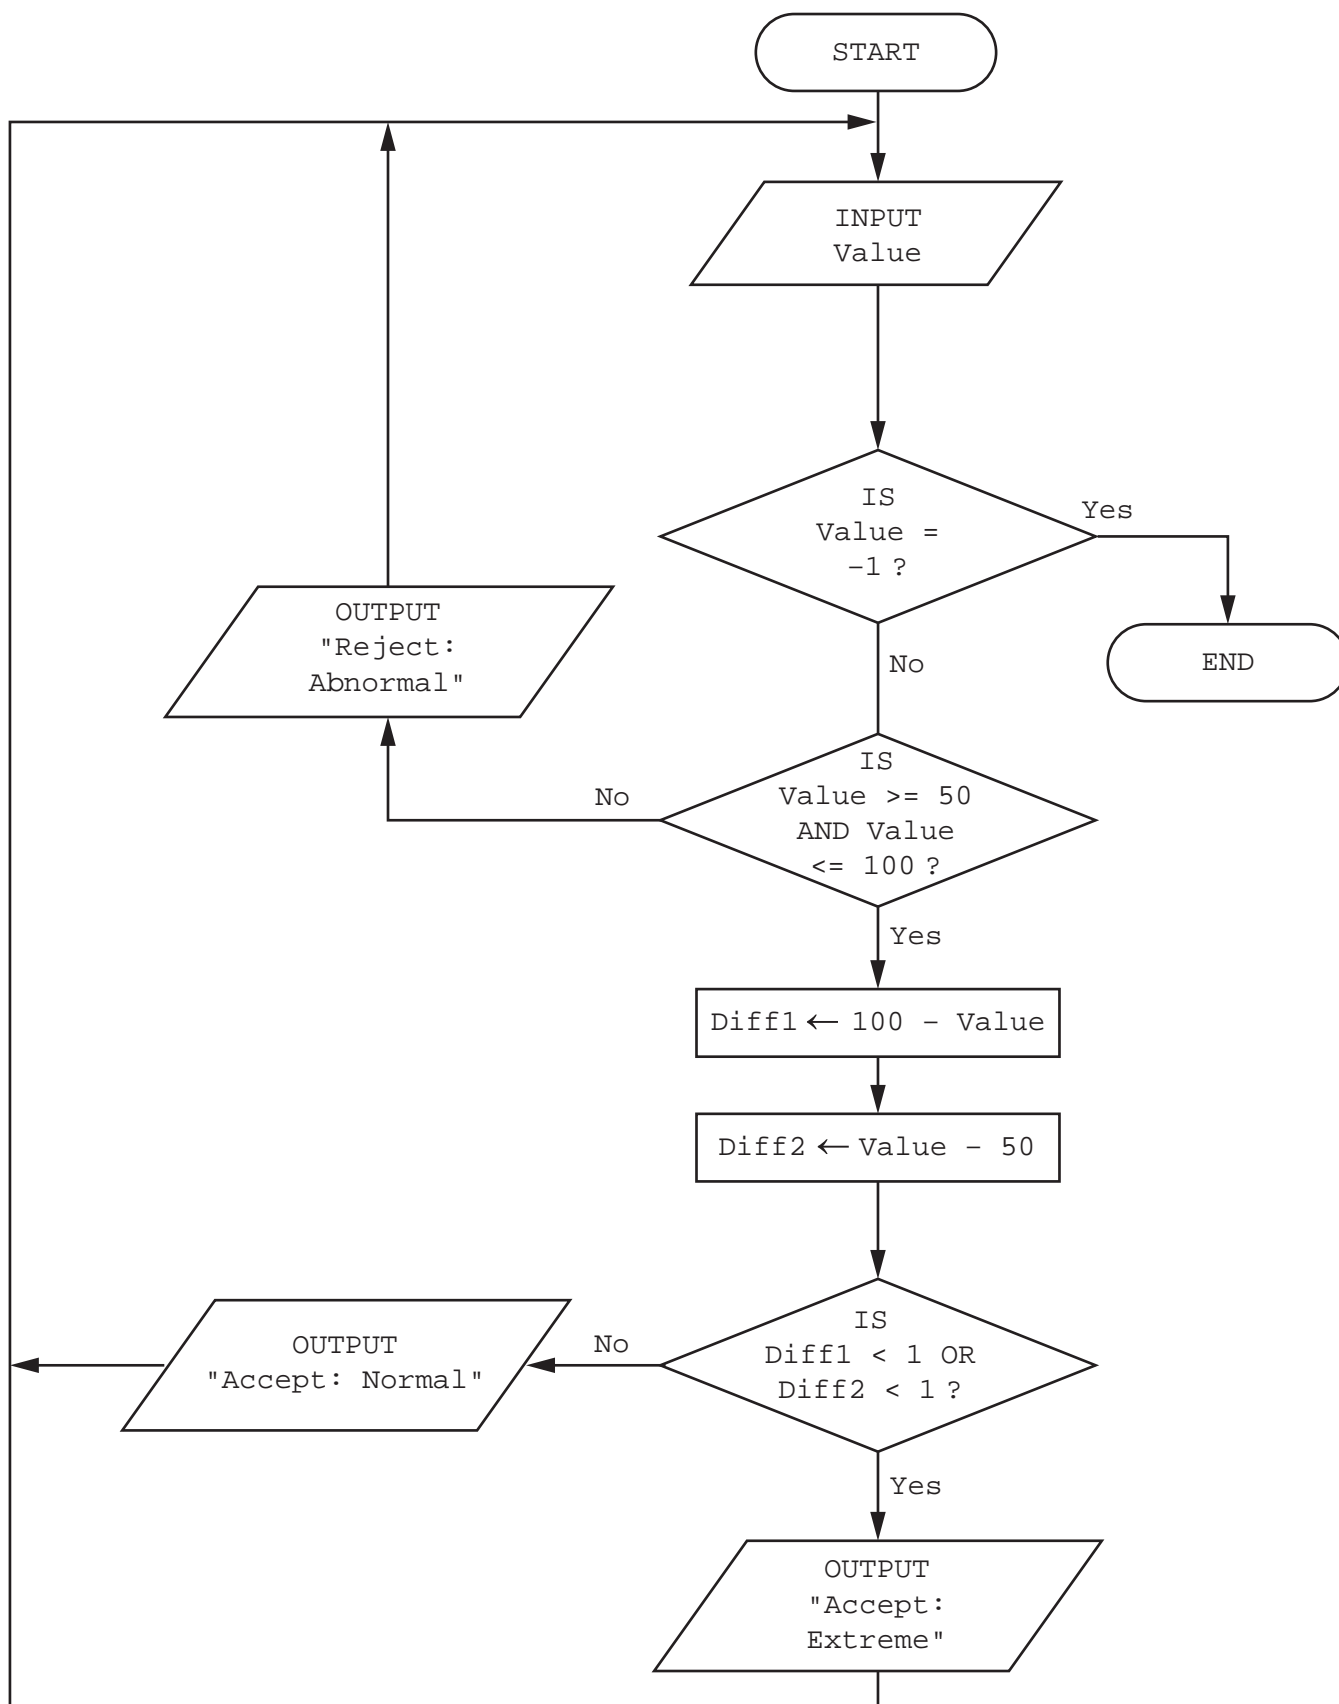 START
INPUT
Value
IS
Value =
–1 ?
Yes
END
No
OUTPUT
"Reject:
Abnormal"
IS
Value >= 50
AND Value
<= 100 ?
No
Yes
Diff1 ← 100 – Value
Diff2 ← Value – 50
IS
Diff1 < 1 OR
Diff2 < 1 ?
No
OUTPUT
"Accept: Normal"
Yes
OUTPUT
"Accept:
Extreme"